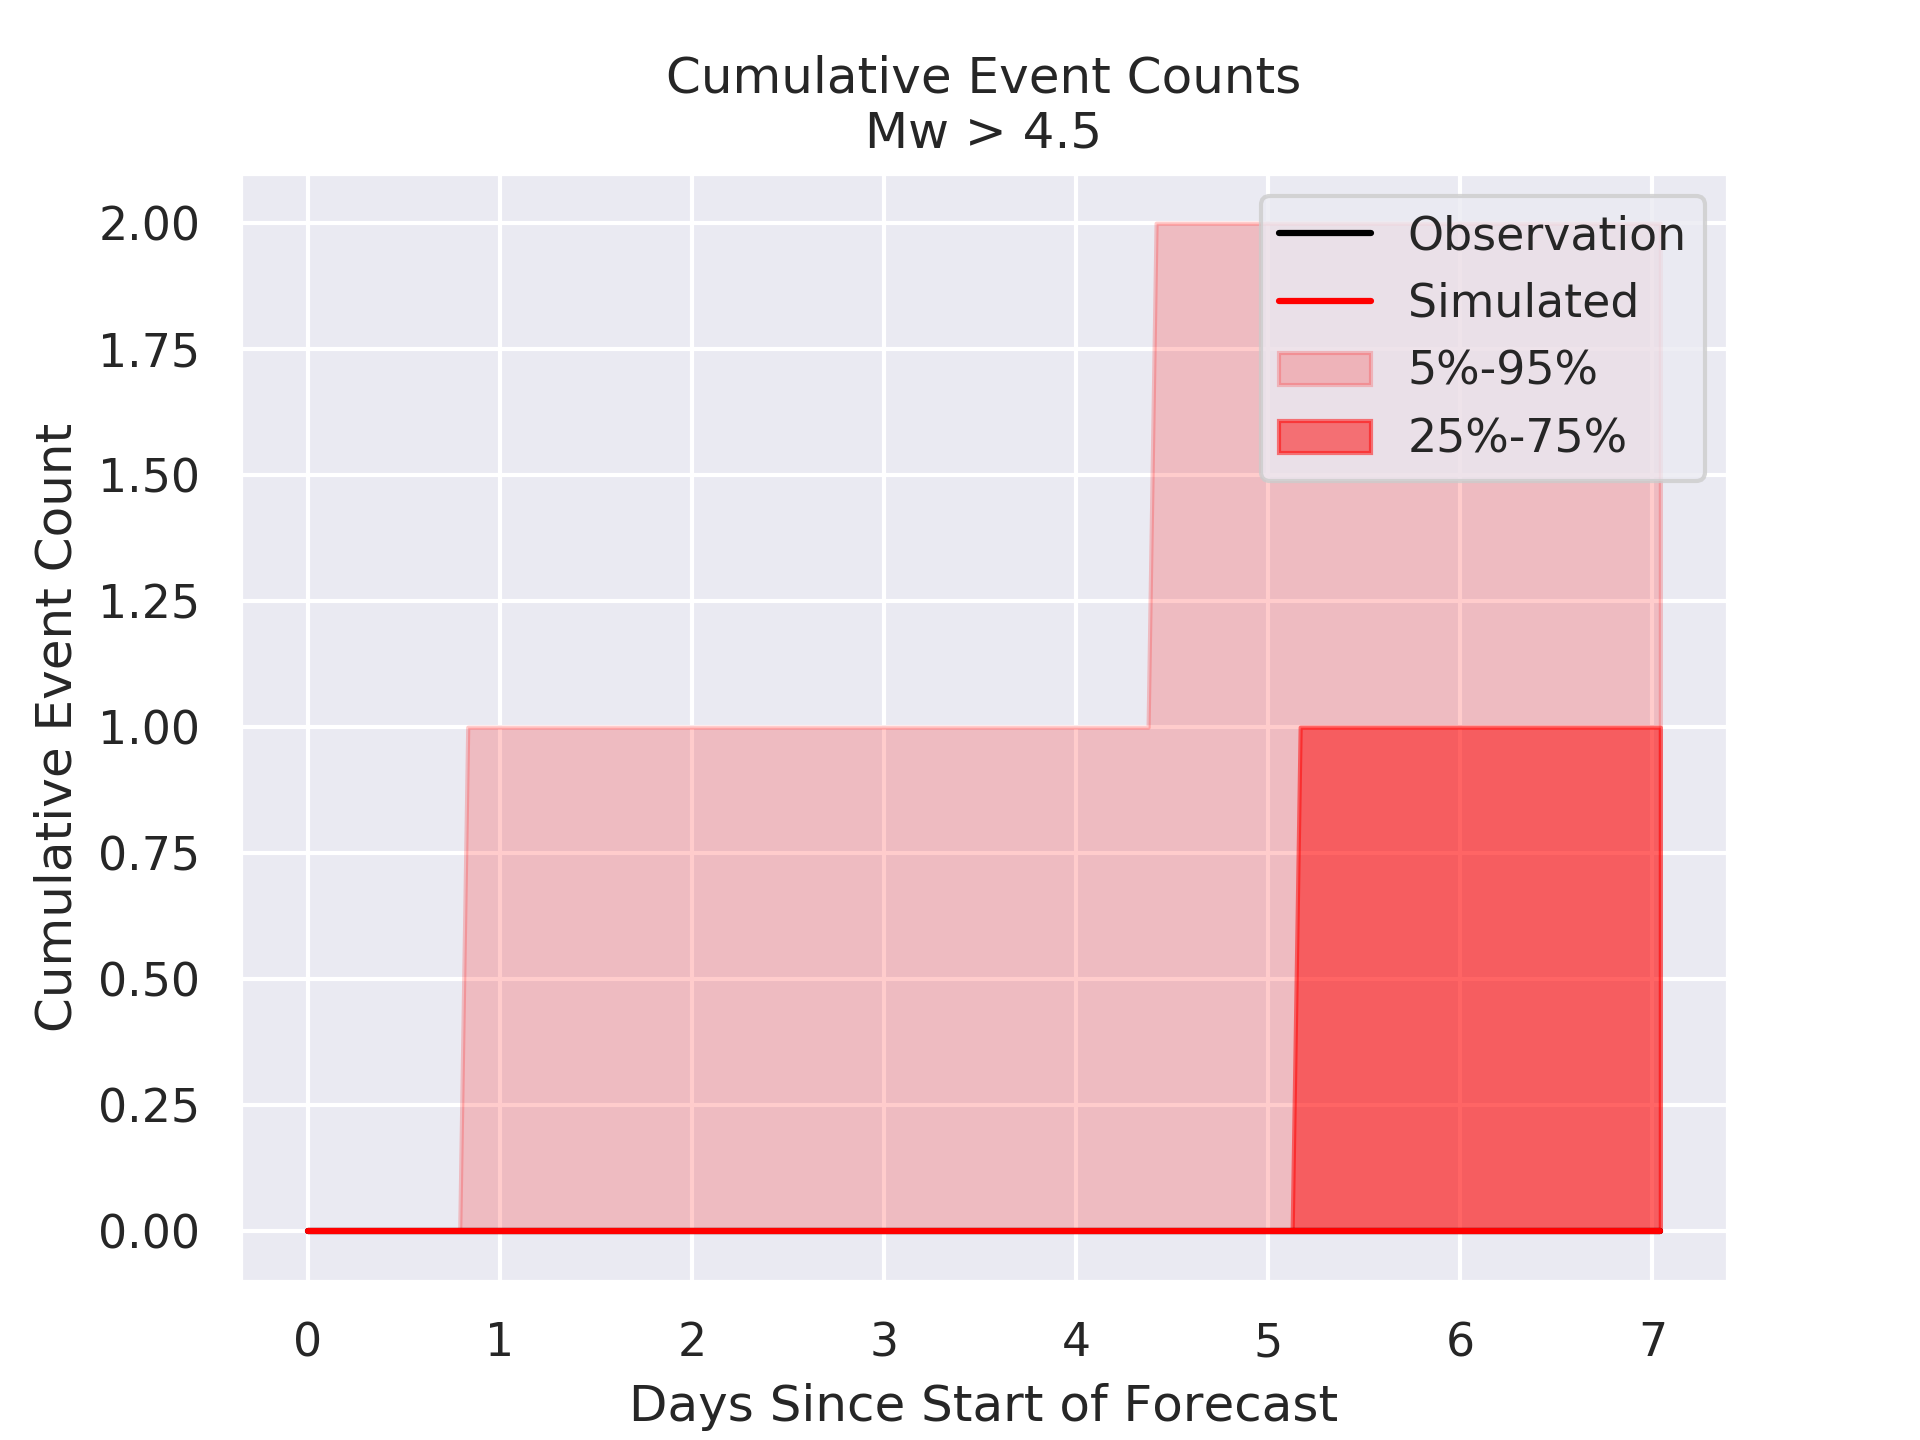 Cumulative Event Counts
Mw > 4.5
Cumulative Event Count
2.00
1.75
1.50
1.25
1.00
0.75
0.50
0.25
0.00
Observation
Simulated
5%-95%
25%-75%
0 1 2 3 4 5 6 7
Days Since Start of Forecast